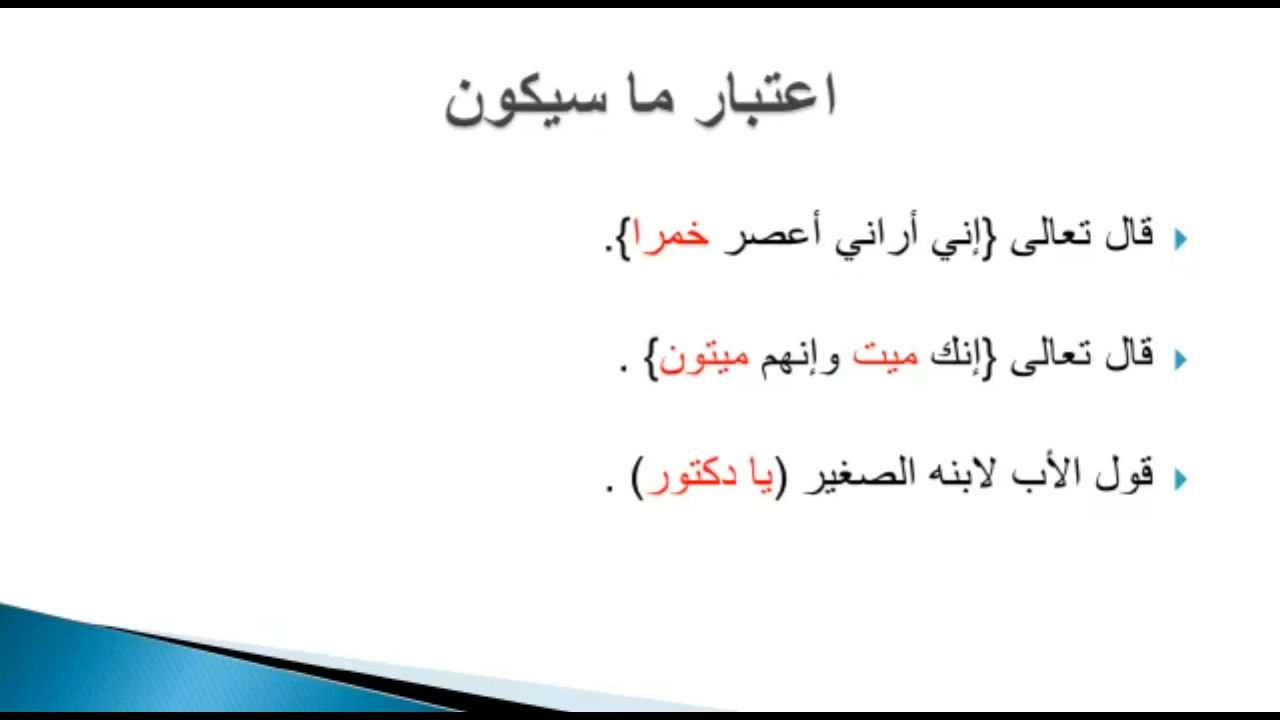 اعتبار ما سيكون
قال تعالى {إني أراني أعصر خمرا}.
قال تعالى {إنك ميت وإنهم ميتون} .
قول الأب لابنه الصغير (يا دكتور) .